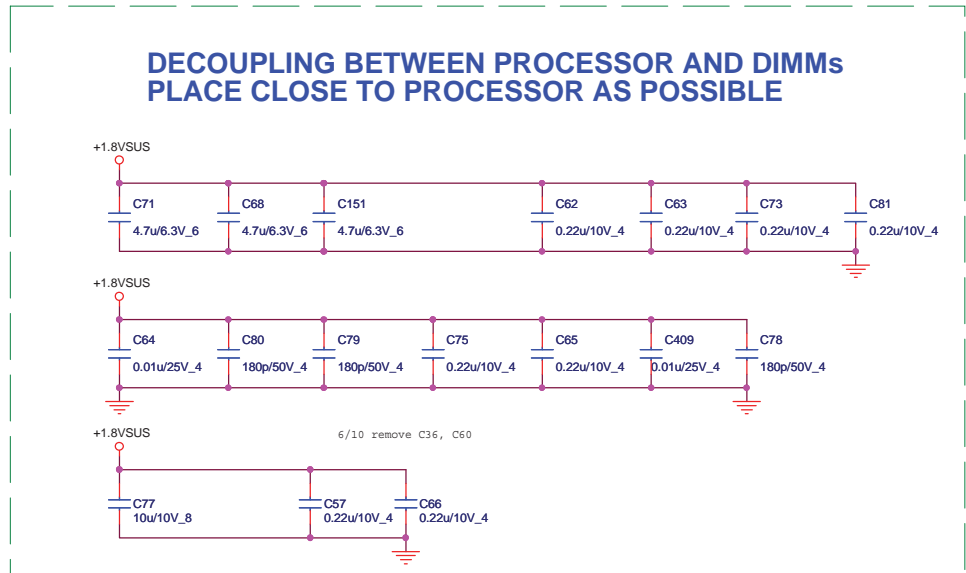 DECOUPLING BETWEEN PROCESSOR AND DIMMs
PLACE CLOSE TO PROCESSOR AS POSSIBLE
+1.8VSUS
C71 C68 C151 C62 C63 C73 C81
4.7u/6.3V_6 4.7u/6.3V_6 4.7u/6.3V_6 0.22u/10V_4 0.22u/10V_4 0.22u/10V_4 0.22u/10V_4
+1.8VSUS
C64 C80 C79 C75 C65 C409 C78
0.01u/25V_4 180p/50V_4 180p/50V_4 0.22u/10V_4 0.22u/10V_4 0.01u/25V_4 180p/50V_4
+1.8VSUS 6/10 remove C36, C60
C77 C57 C66
10u/10V_8 0.22u/10V_4 0.22u/10V_4